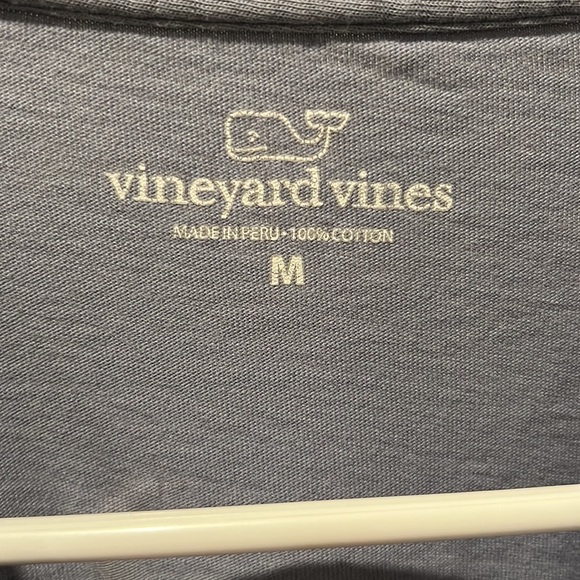 vineyard vines
MADE IN PERU • 100% COTTON
M